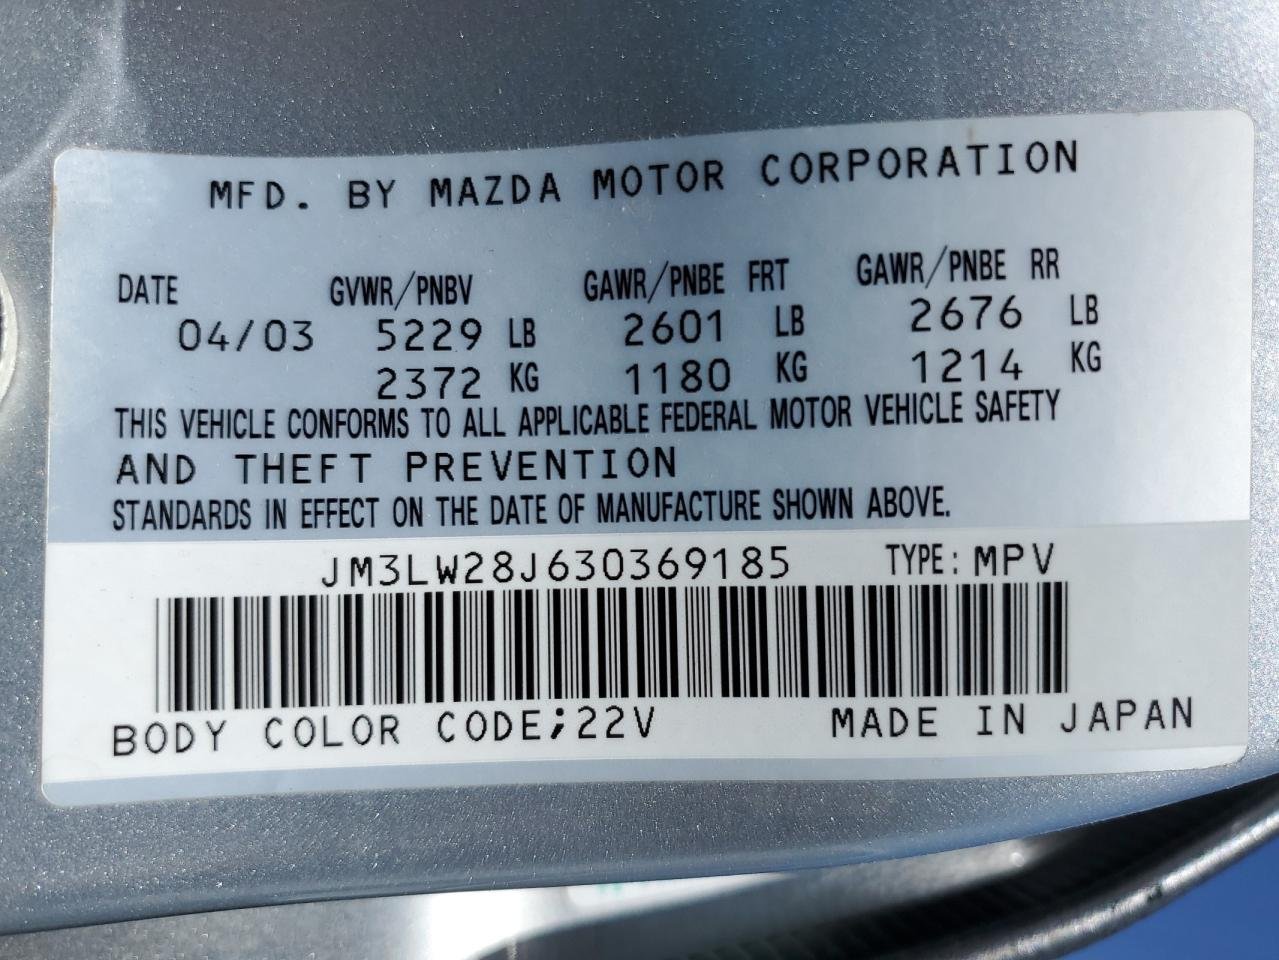 MFD. BY MAZDA MOTOR CORPORATION
DATE GVWR/PNBV GAWR/PNBE FRT GAWR/PNBE RR
04/03 5229 LB 2601 LB 2676 LB
2372 KG 1180 KG 1214 KG
THIS VEHICLE CONFORMS TO ALL APPLICABLE FEDERAL MOTOR VEHICLE SAFETY
AND THEFT PREVENTION
STANDARDS IN EFFECT ON THE DATE OF MANUFACTURE SHOWN ABOVE.
JM3LW28J630369185 TYPE: MPV
BODY COLOR CODE;22V MADE IN JAPAN